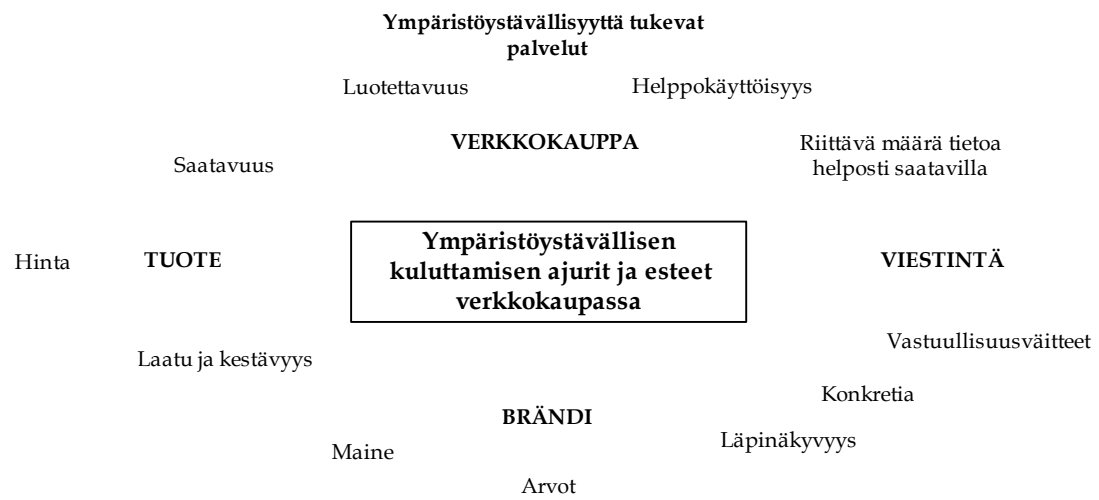 Ympäristöystävällisyyttä tukevat
palvelut
Luotettavuus
Helppokäyttöisyys
VERKKOKAUPPA
Riittävä määrä tietoa
helposti saatavilla
Saatavuus
Ympäristöystävällisen
kuluttamisen ajurit ja esteet
verkkokaupassa
Hinta
TUOTE
VIESTINTÄ
Vastuullisuusväitteet
Laatu ja kestävyys
Konkretia
BRÄNDI
Läpinäkyvyys
Maine
Arvot